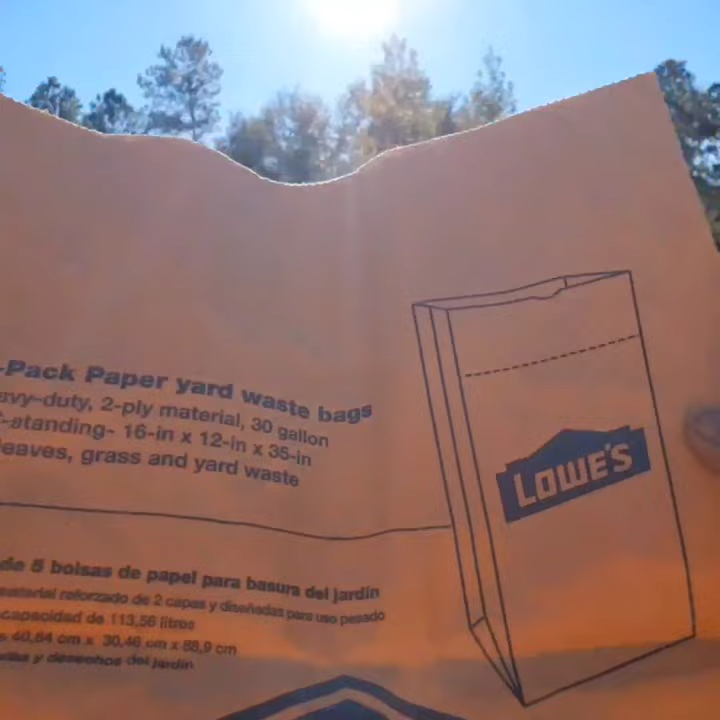 -Pack Paper yard waste bags
avy-duty, 2-ply material, 30 gallon
-standing- 16-in x 12-in x 35-in
leaves, grass and yard waste
LOWE'S
de 5 bolsas de papel para basura del jardín
material reforzado de 2 capas y diseñadas para uso pesado
capacidad de 113,56 litros
40,64 cm x 30,48 cm x 88,9 cm
y desechos del jardín